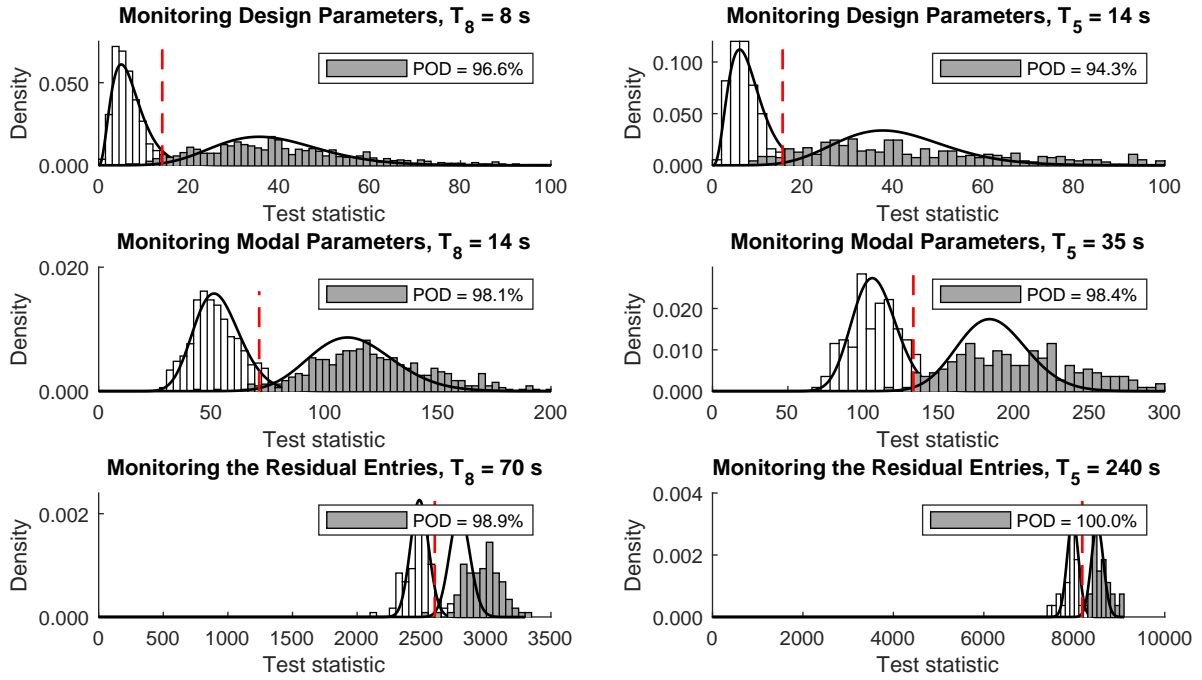 Monitoring Design Parameters, T8 = 8 s
Density
0.050
0.000
POD = 96.6%
0 20 40 60 80 100
Test statistic
Monitoring Design Parameters, T5 = 14 s
Density
0.100
0.050
0.000
POD = 94.3%
0 20 40 60 80 100
Test statistic
Monitoring Modal Parameters, T8 = 14 s
Density
0.020
0.010
0.000
POD = 98.1%
0 50 100 150 200
Test statistic
Monitoring Modal Parameters, T5 = 35 s
Density
0.020
0.010
0.000
POD = 98.4%
0 50 100 150 200 250 300
Test statistic
Monitoring the Residual Entries, T8 = 70 s
Density
0.002
0.000
POD = 98.9%
0 500 1000 1500 2000 2500 3000 3500
Test statistic
Monitoring the Residual Entries, T5 = 240 s
Density
0.004
0.002
0.000
POD = 100.0%
0 2000 4000 6000 8000 10000
Test statistic